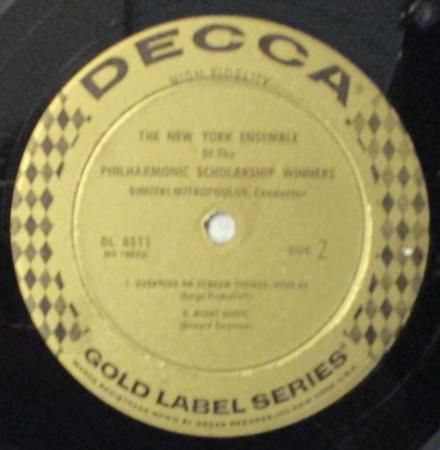 DECCA®
HIGH FIDELITY
THE NEW YORK ENSEMBLE
Of The
PHILHARMONIC SCHOLARSHIP WINNERS
DIMITRI MITROPOULOS, Conductor
DL 8511
SIDE 2
1. OVERTURE ON HEBREW THEMES, OPUS 34
(Serge Prokofieff)
2. NIGHT MUSIC
GOLD LABEL SERIES